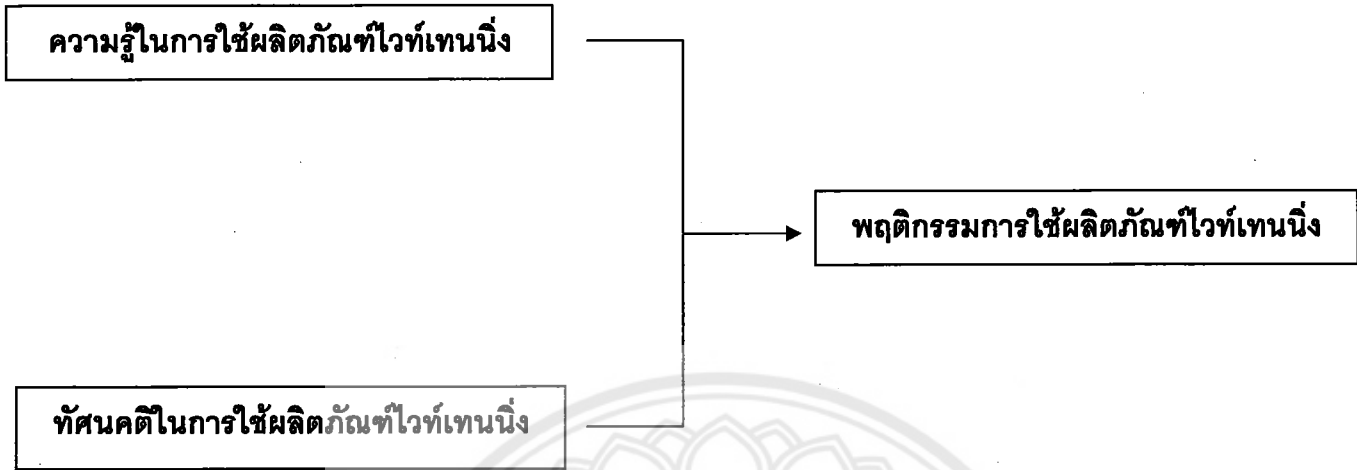 ความรู้ในการใช้ผลิตภัณฑ์ไวท์เทนนิ่ง
พฤติกรรมการใช้ผลิตภัณฑ์ไวท์เทนนิ่ง
ทัศนคติในการใช้ผลิตภัณฑ์ไวท์เทนนิ่ง